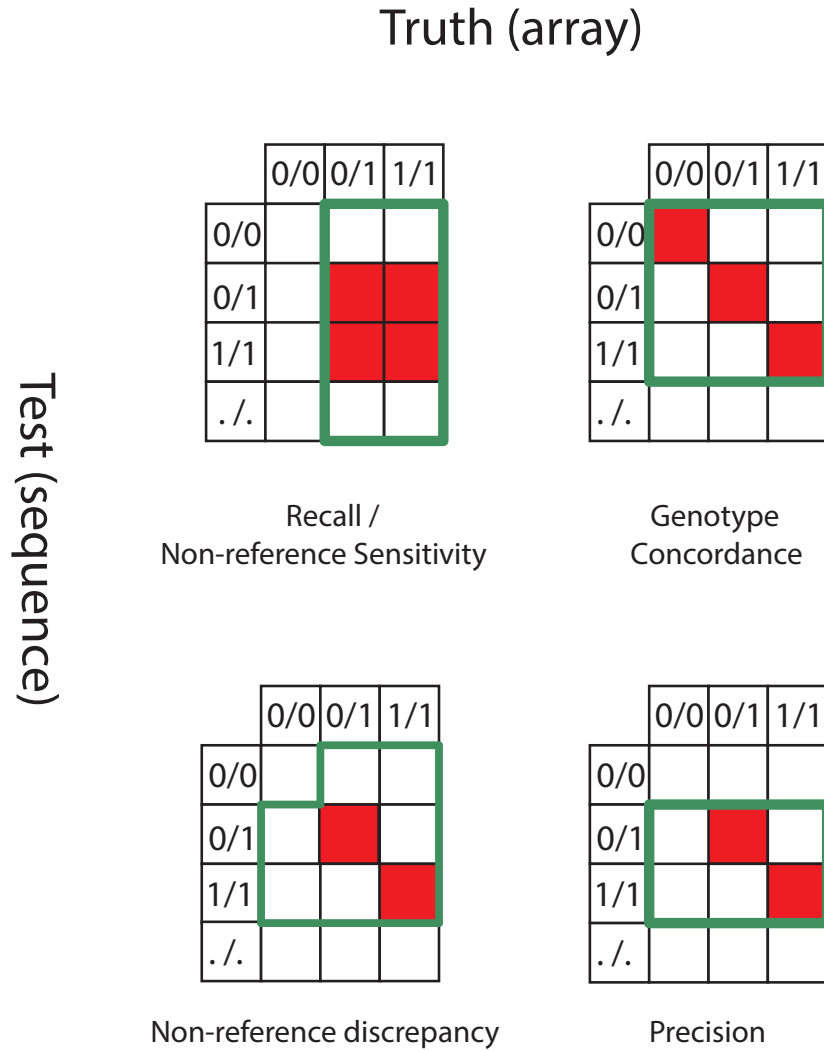 Truth (array)
Test (sequence)
0/0 0/1 1/1
0/0
0/1
1/1
./.
Recall /
Non-reference Sensitivity
0/0 0/1 1/1
0/0
0/1
1/1
./.
Genotype
Concordance
0/0 0/1 1/1
0/0
0/1
1/1
./.
Non-reference discrepancy
0/0 0/1 1/1
0/0
0/1
1/1
./.
Precision